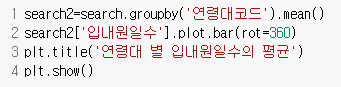 1 search2=search.groupby('연령대코드').mean()
2 search2['입내원일수'].plot.bar(rot=360)
3 plt.title('연령대 별 입내원일수의 평균')
4 plt.show()